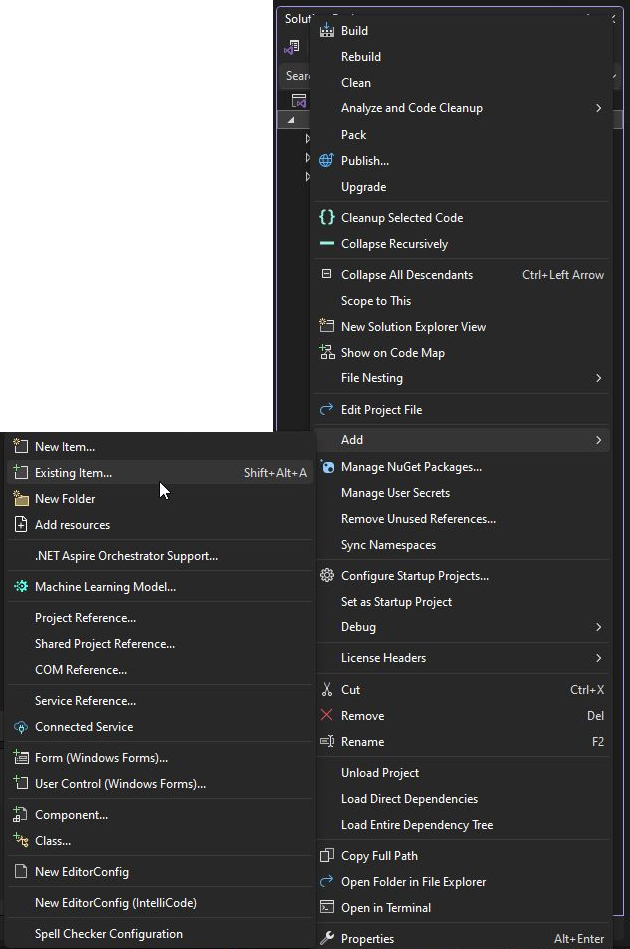 Solu
Sear
Build
Rebuild
Clean
Analyze and Code Cleanup
Pack
Publish...
Upgrade
Cleanup Selected Code
Collapse Recursively
Collapse All Descendants Ctrl+Left Arrow
Scope to This
New Solution Explorer View
Show on Code Map
File Nesting
Edit Project File
Add
Manage NuGet Packages...
Manage User Secrets
Remove Unused References...
Sync Namespaces
Configure Startup Projects...
Set as Startup Project
Debug
License Headers
Cut Ctrl+X
Remove Del
Rename F2
Unload Project
Load Direct Dependencies
Load Entire Dependency Tree
Copy Full Path
Open Folder in File Explorer
Open in Terminal
Properties Alt+Enter
New Item...
Existing Item... Shift+Alt+A
New Folder
Add resources
.NET Aspire Orchestrator Support...
Machine Learning Model...
Project Reference...
Shared Project Reference...
COM Reference...
Service Reference...
Connected Service
Form (Windows Forms)...
User Control (Windows Forms)...
Component...
Class...
New EditorConfig
New EditorConfig (IntelliCode)
Spell Checker Configuration